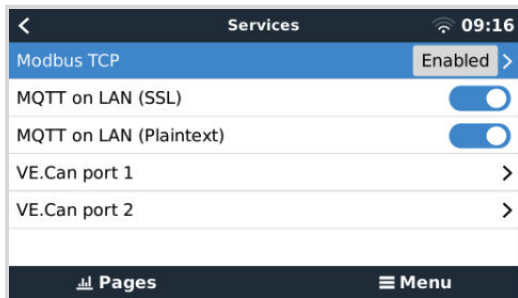 Services 09:16
Modbus TCP Enabled
MQTT on LAN (SSL)
MQTT on LAN (Plaintext)
VE.Can port 1
VE.Can port 2
Pages Menu